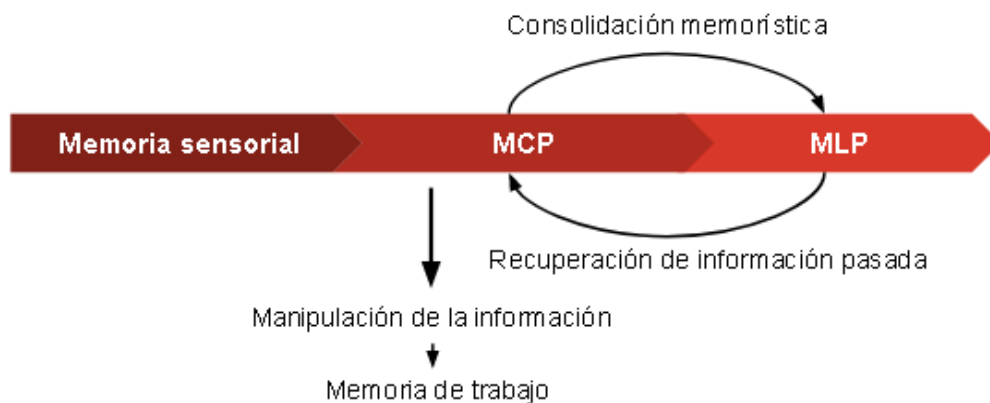 Consolidación memorística
Memoria sensorial
MCP
MLP
Recuperación de información pasada
Manipulación de la información
Memoria de trabajo